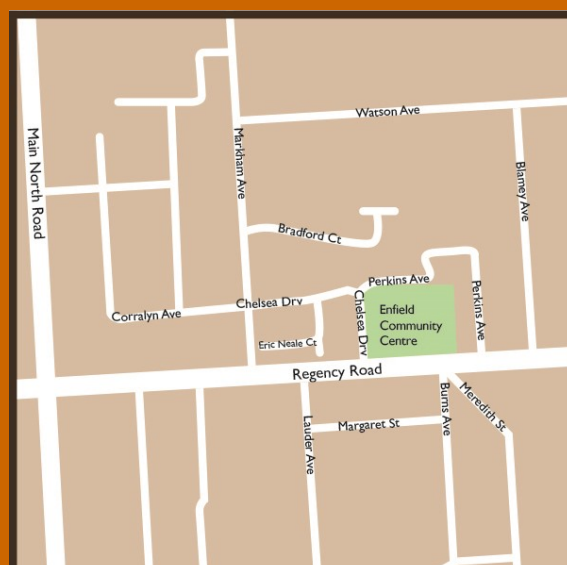 Watson Ave
Main North Road
Markham Ave
Blamey Ave
Bradford Ct
Perkins Ave
Chelsea Drv
Corralyn Ave
Chelsea Drv
Perkins Ave
Enfield
Community
Centre
Eric Neale Ct
Regency Road
Meredith St
Burns Ave
Lauder Ave
Margaret St